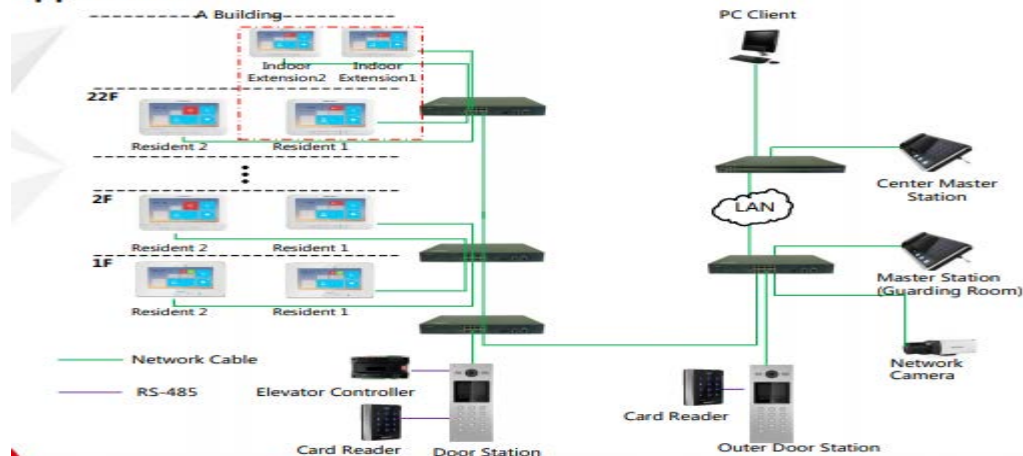 A Building
PC Client
Indoor
Extension2
Indoor
Extension1
22F
Resident 2
Resident 1
Center Master
Station
2F
LAN
Resident 2
Resident 1
1F
Master Station
(Guarding Room)
Resident 2
Resident 1
Network Cable
Network
Camera
RS-485
Elevator Controller
Card Reader
Card Reader
Door Station
Outer Door Station